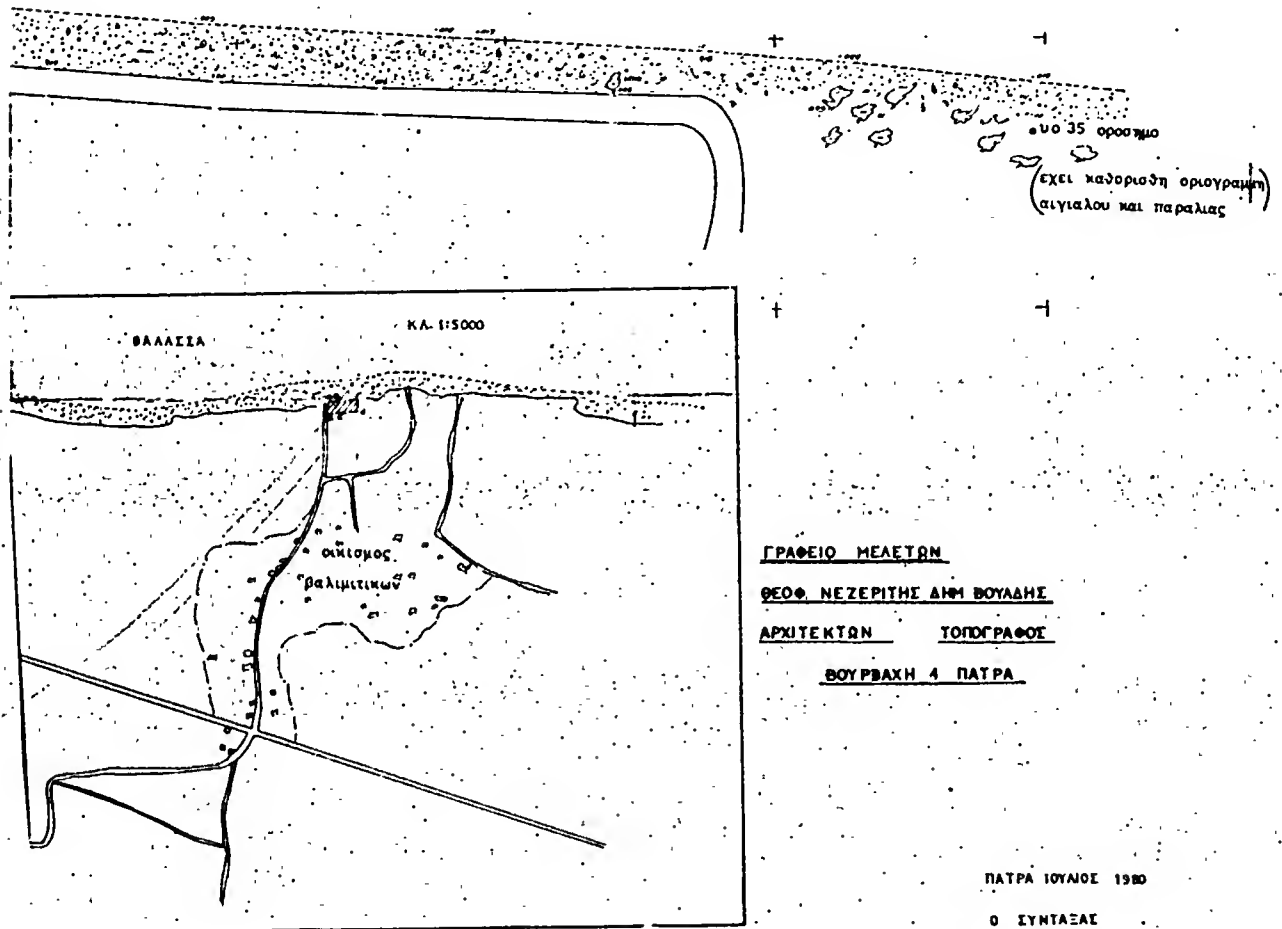 υο 35 οροσημο
(εχει καθορισθη οριογραμμη)
αιγιαλου και παραλιας
ΘΑΛΑΣΣΑ
ΚΛ. 1:5000
οικισμος
βαλιμιτικων
ΓΡΑΦΕΙΟ ΜΕΛΕΤΩΝ
ΘΕΟΦ. ΝΕΖΕΡΙΤΗΣ ΔΗΜ ΒΟΥΛΔΗΣ
ΑΡΧΙΤΕΚΤΩΝ ΤΟΠΟΓΡΑΦΟΣ
ΒΟΥΡΒΑΧΗ 4 ΠΑΤΡΑ
ΠΑΤΡΑ ΙΟΥΛΙΟΣ 1980
Ο ΣΥΝΤΑΞΑΣ